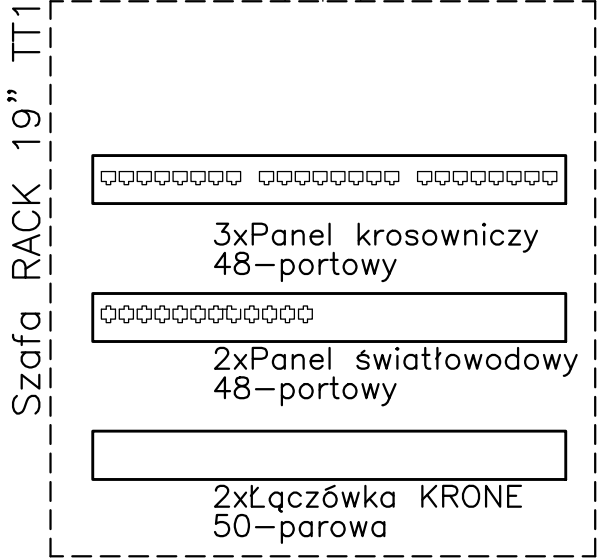 Szafa RACK 19” TT1
3xPanel krosowniczy
48–portowy
2xPanel światłowodowy
48–portowy
2xŁączówka KRONE
50–parowa